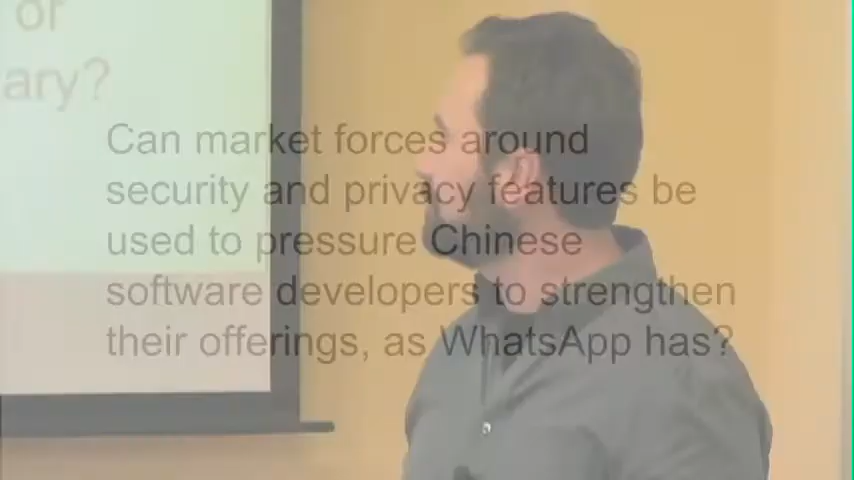 or
ary?
Can market forces around
security and privacy features be
used to pressure Chinese
software developers to strengthen
their offerings, as WhatsApp has?